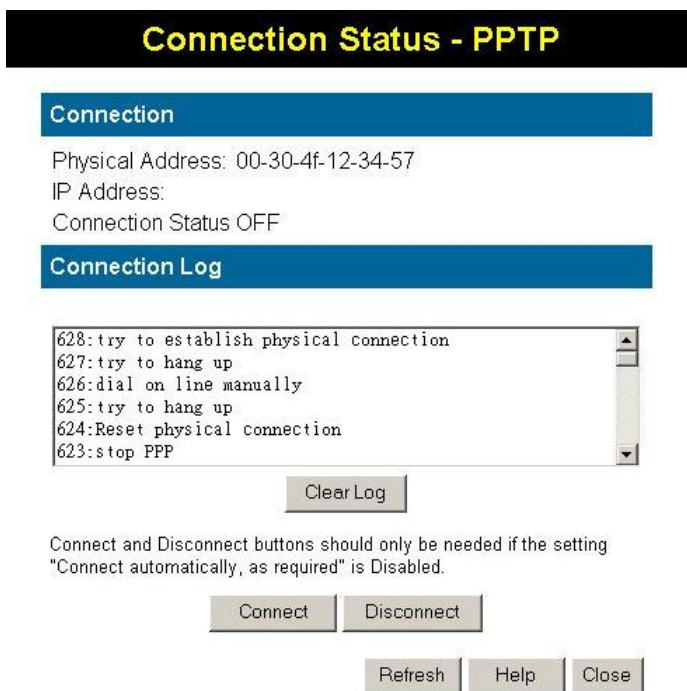 Connection Status - PPTP
Connection
Physical Address: 00-30-4f-12-34-57
IP Address:
Connection Status OFF
Connection Log
628:try to establish physical connection
627:try to hang up
626:dial on line manually
625:try to hang up
624:Reset physical connection
623:stop PPP
Clear Log
Connect and Disconnect buttons should only be needed if the setting
"Connect automatically, as required" is Disabled.
Connect Disconnect
Refresh Help Close